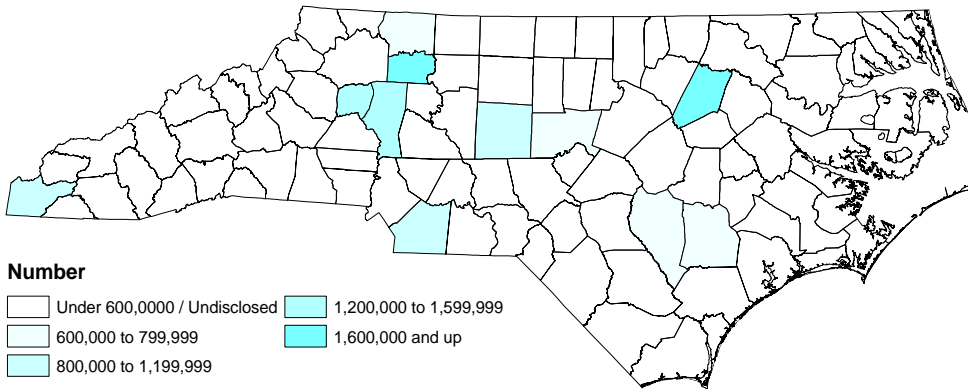 Number
Under 600,0000 / Undisclosed
600,000 to 799,999
800,000 to 1,199,999
1,200,000 to 1,599,999
1,600,000 and up